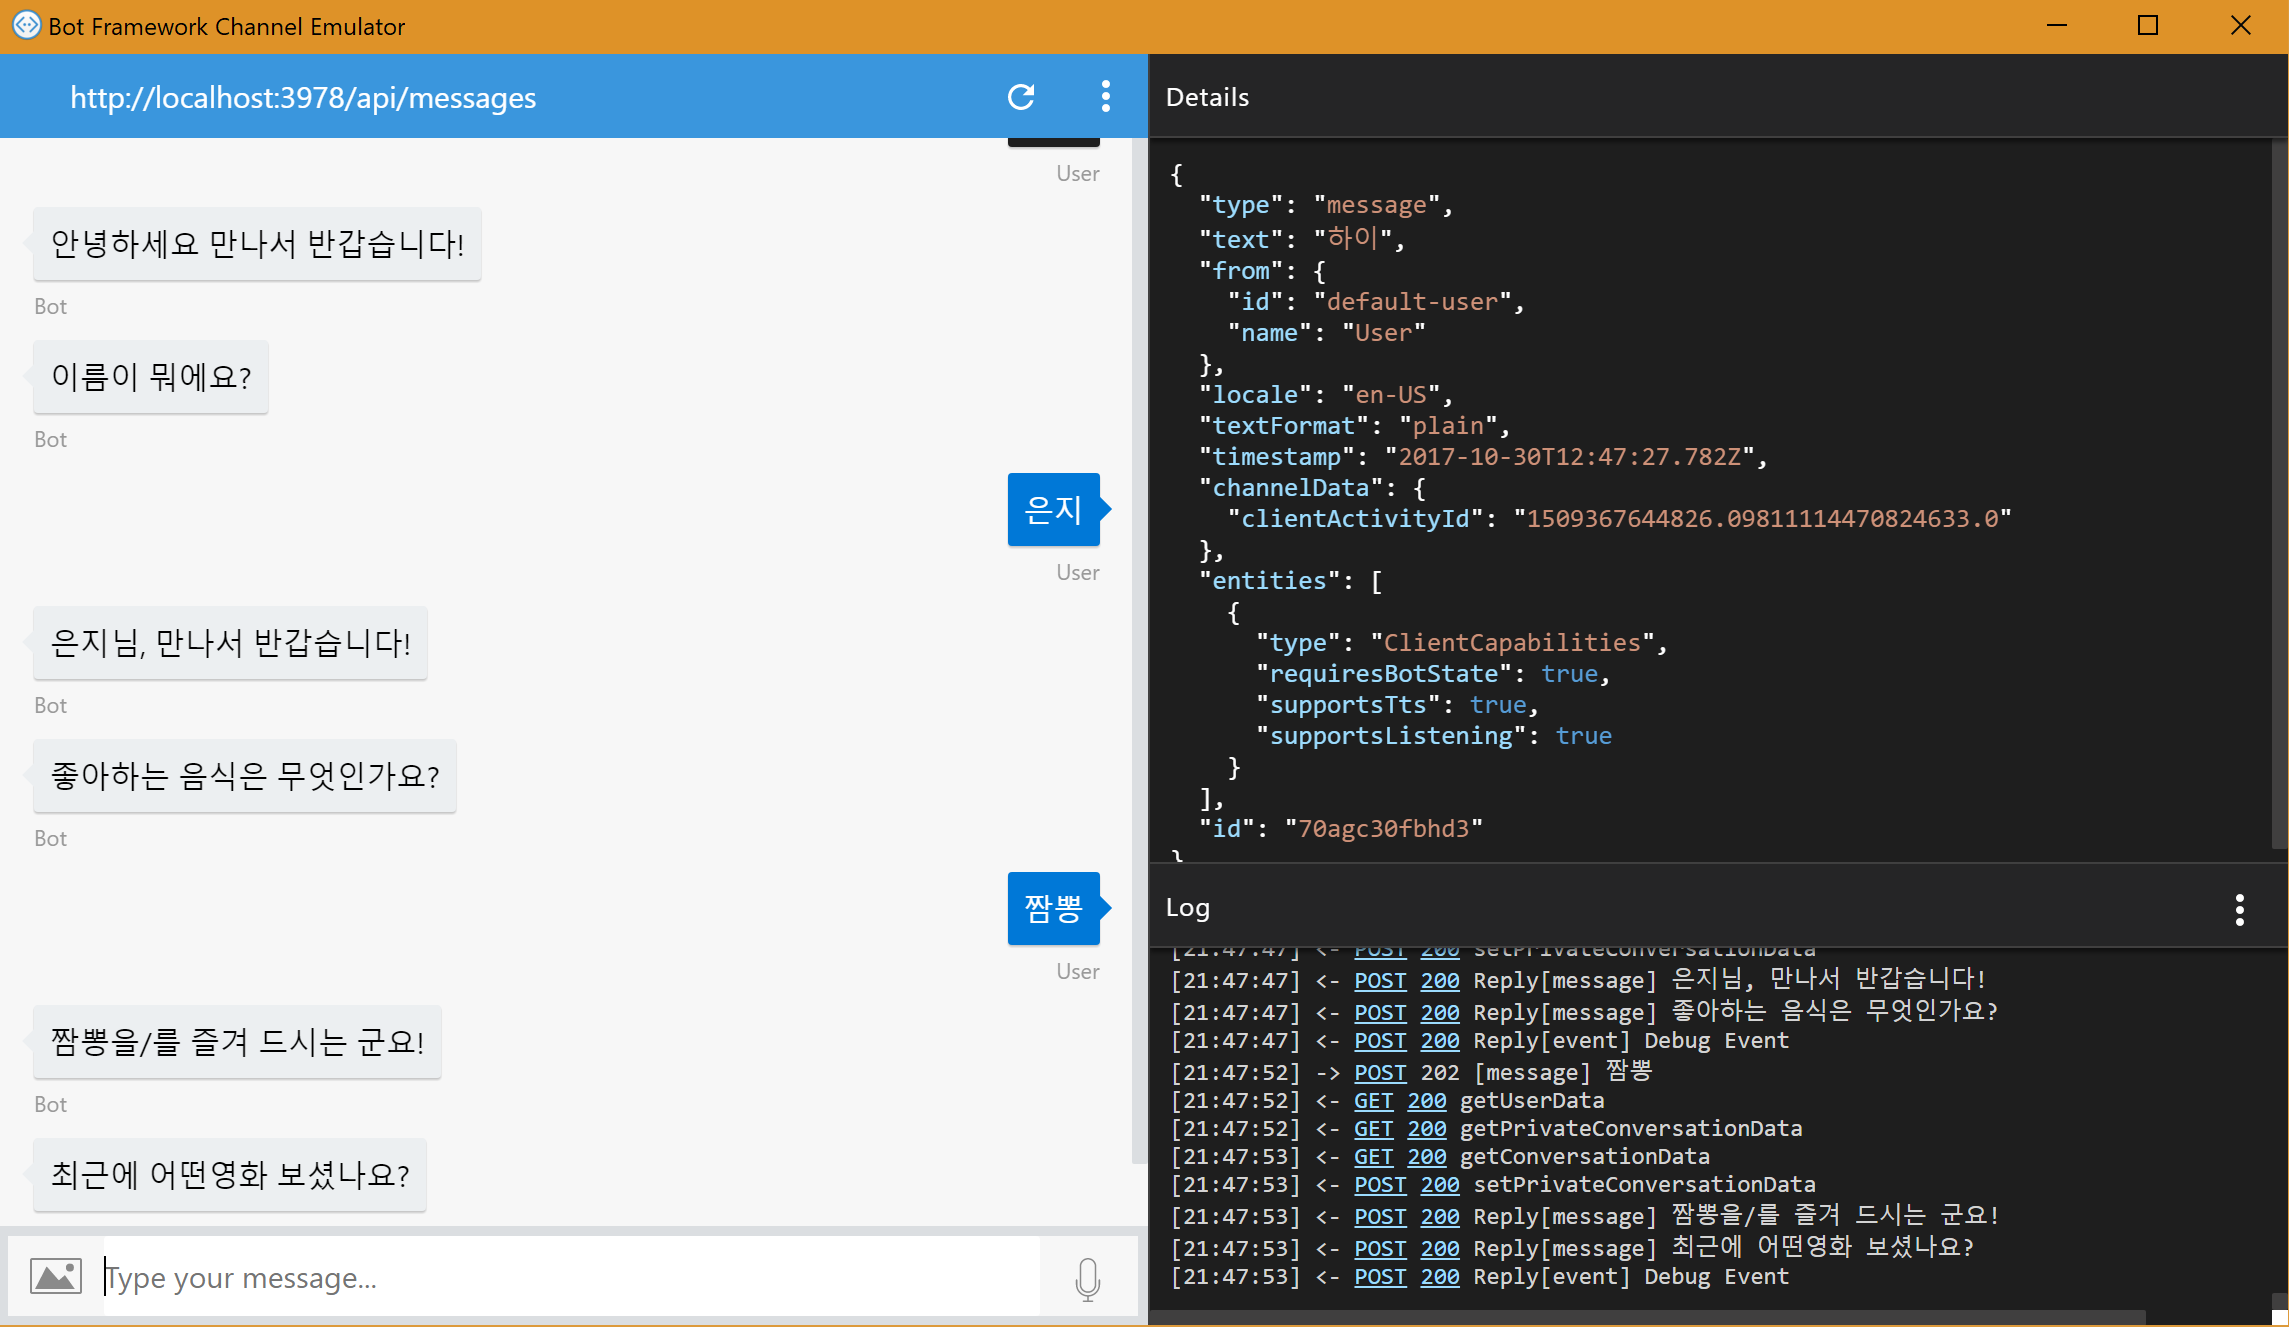 Bot Framework Channel Emulator
http://localhost:3978/api/messages
User
안녕하세요 만나서 반갑습니다!
Bot
이름이 뭐에요?
Bot
은지
User
은지님, 만나서 반갑습니다!
Bot
좋아하는 음식은 무엇인가요?
Bot
짬뽕
User
짬뽕을/를 즐겨 드시는 군요!
Bot
최근에 어떤영화 보셨나요?
Type your message...
Details
{
"type": "message",
"text": "하이",
"from": {
"id": "default-user",
"name": "User"
},
"locale": "en-US",
"textFormat": "plain",
"timestamp": "2017-10-30T12:47:27.782Z",
"channelData": {
"clientActivityId": "1509367644826.09811114470824633.0"
},
"entities": [
{
"type": "ClientCapabilities",
"requiresBotState": true,
"supportsTts": true,
"supportsListening": true
}
],
"id": "70agc30fbhd3"
}
Log
[21:47:47] <- POST 200 setPrivateConversationData
[21:47:47] <- POST 200 Reply[message] 은지님, 만나서 반갑습니다!
[21:47:47] <- POST 200 Reply[message] 좋아하는 음식은 무엇인가요?
[21:47:47] <- POST 200 Reply[event] Debug Event
[21:47:52] -> POST 202 [message] 짬뽕
[21:47:52] <- GET 200 getUserData
[21:47:52] <- GET 200 getPrivateConversationData
[21:47:53] <- GET 200 getConversationData
[21:47:53] <- POST 200 setPrivateConversationData
[21:47:53] <- POST 200 Reply[message] 짬뽕을/를 즐겨 드시는 군요!
[21:47:53] <- POST 200 Reply[message] 최근에 어떤영화 보셨나요?
[21:47:53] <- POST 200 Reply[event] Debug Event